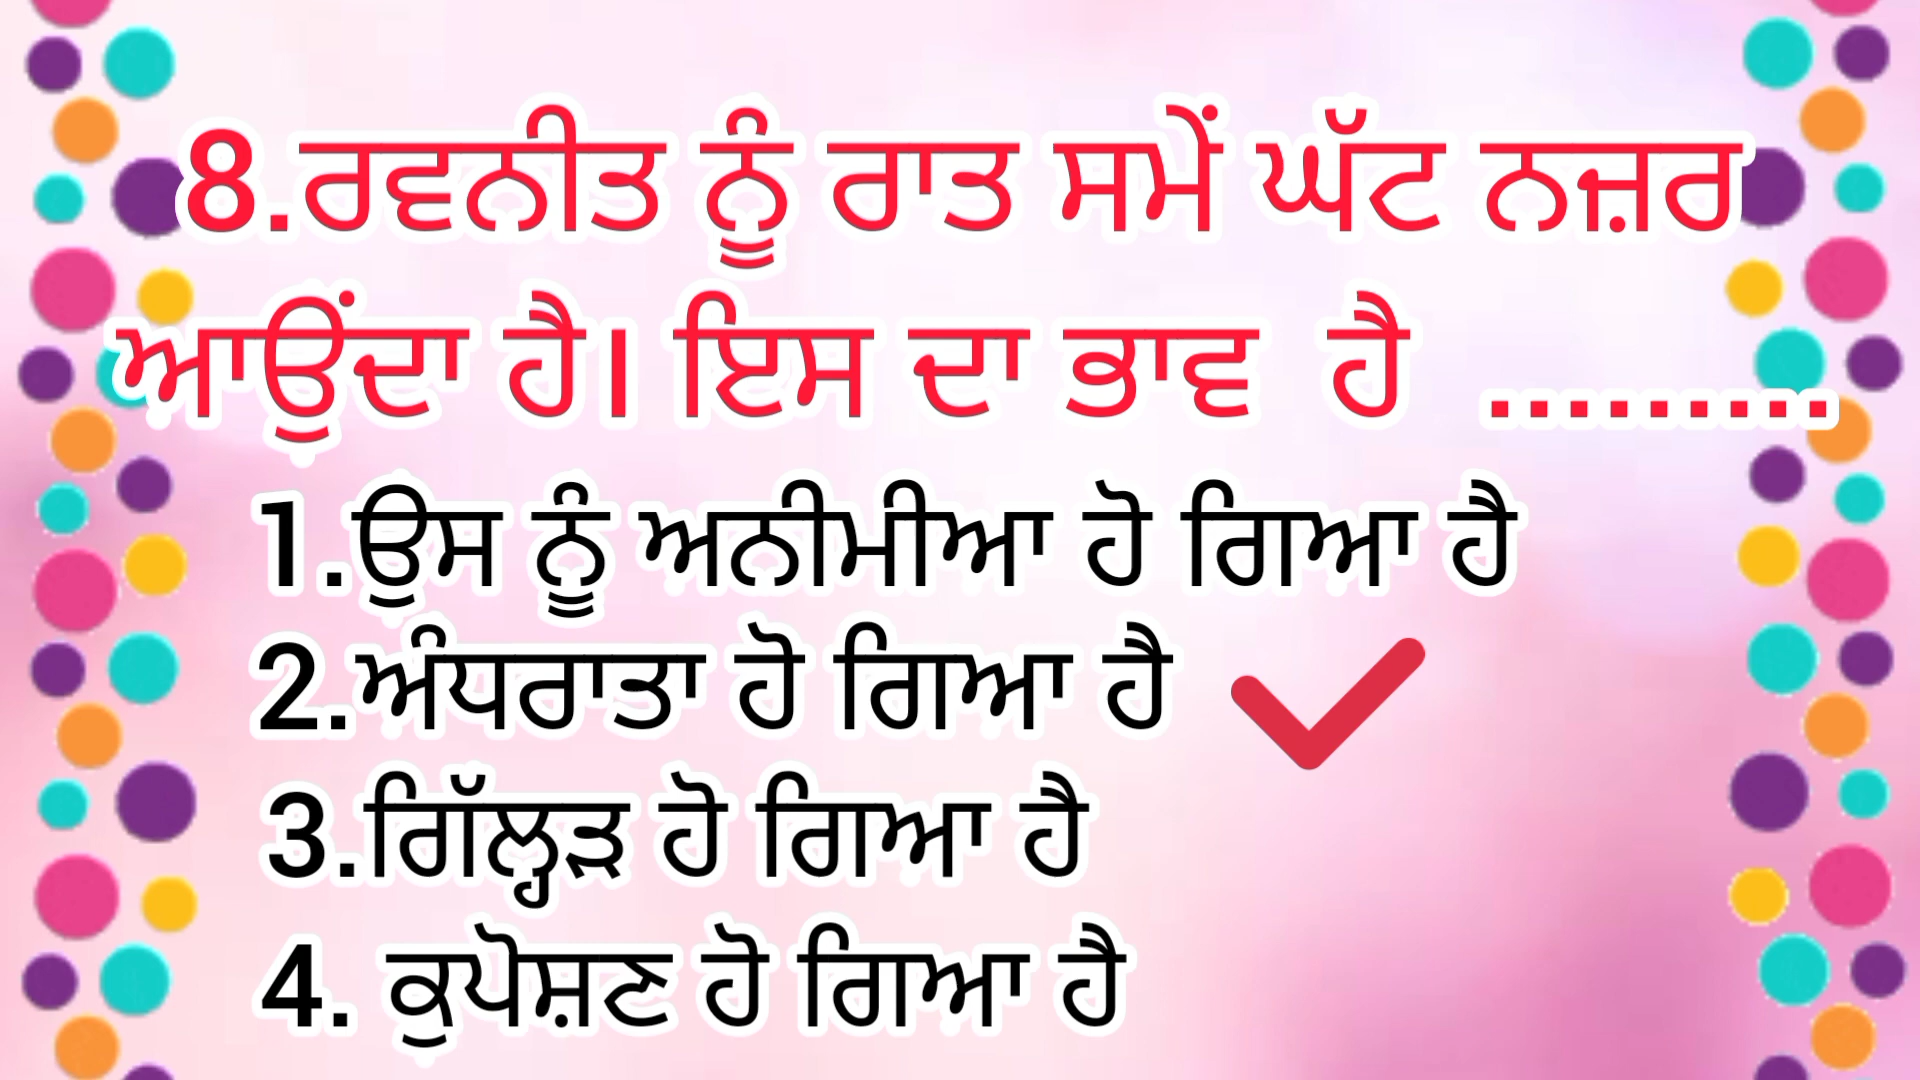 8.ਰਵਨੀਤ ਨੂੰ ਰਾਤ ਸਮੇਂ ਘੱਟ ਨਜ਼ਰ
ਆਉਂਦਾ ਹੈ। ਇਸ ਦਾ ਭਾਵ ਹੈ .........
1.ਉਸ ਨੂੰ ਅਨੀਮੀਆ ਹੋ ਗਿਆ ਹੈ
2.ਅੰਧਰਾਤਾ ਹੋ ਗਿਆ ਹੈ
3.ਗਿੱਲ੍ਹੜ ਹੋ ਗਿਆ ਹੈ
4. ਕੁਪੋਸ਼ਣ ਹੋ ਗਿਆ ਹੈ